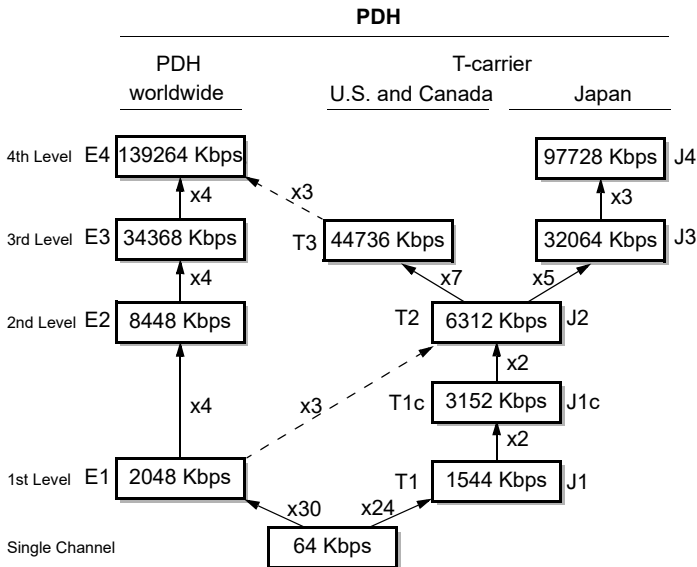 PDH
PDH
worldwide
T-carrier
U.S. and Canada
Japan
4th Level E4 139264 Kbps 97728 Kbps J4
x4 x3 x3
3rd Level E3 34368 Kbps T3 44736 Kbps 32064 Kbps J3
x4 x7 x5
2nd Level E2 8448 Kbps T2 6312 Kbps J2
x2
x4 x3 T1c 3152 Kbps J1c
x2
1st Level E1 2048 Kbps T1 1544 Kbps J1
x30 x24
Single Channel 64 Kbps